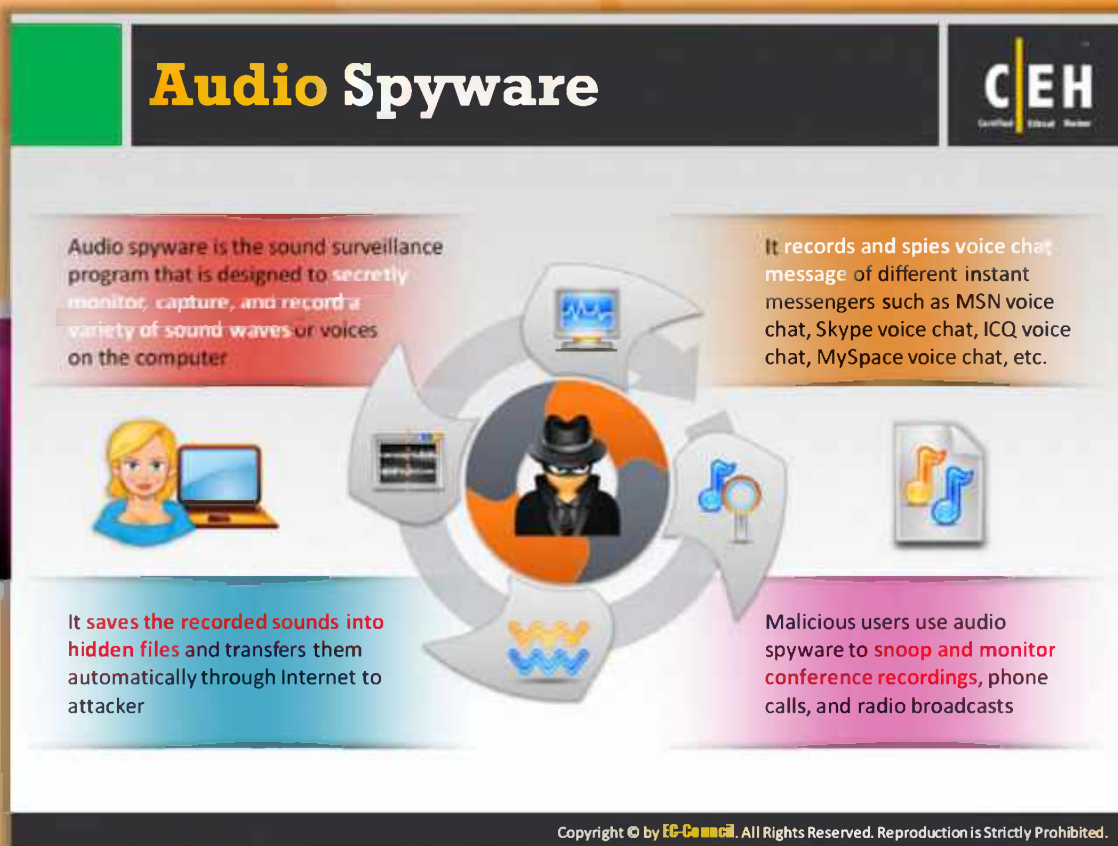 Audio Spyware
C EH
Certified Ethical Hacker
Audio spyware is the sound surveillance
program that is designed to secretly
monitor, capture, and record a
variety of sound waves or voices
on the computer
It records and spies voice chat
message of different instant
messengers such as MSN voice
chat, Skype voice chat, ICQ voice
chat, MySpace voice chat, etc.
It saves the recorded sounds into
hidden files and transfers them
automatically through Internet to
attacker
Malicious users use audio
spyware to snoop and monitor
conference recordings, phone
calls, and radio broadcasts
Copyright © by EC-Council. All Rights Reserved. Reproduction is Strictly Prohibited.